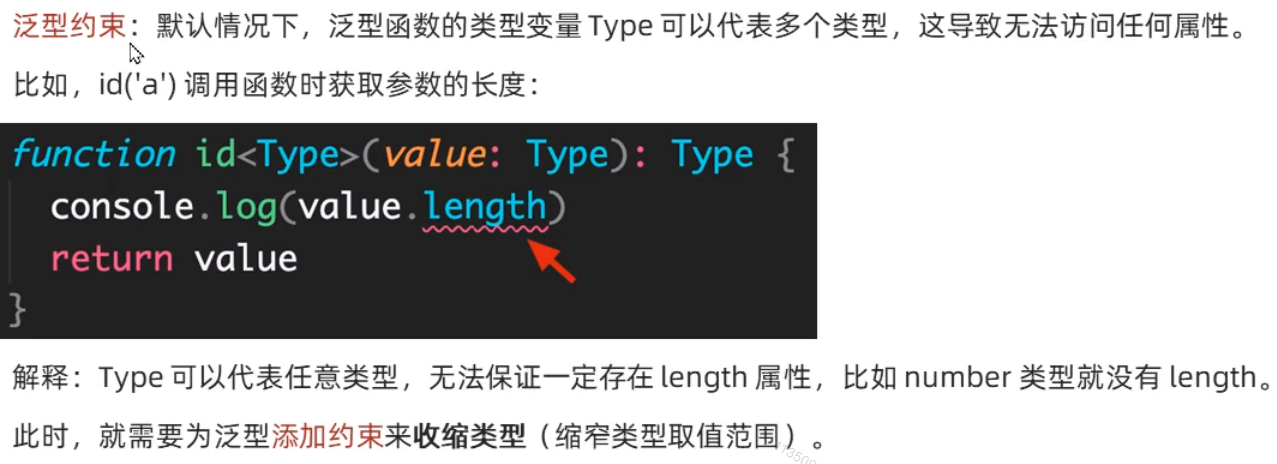 泛型约束：默认情况下，泛型函数的类型变量 Type 可以代表多个类型，这导致无法访问任何属性。
比如，id('a') 调用函数时获取参数的长度：
function id<Type>(value: Type): Type {
  console.log(value.length)
  return value
}
解释：Type 可以代表任意类型，无法保证一定存在 length 属性，比如 number 类型就没有 length。
此时，就需要为泛型添加约束来收缩类型（缩窄类型取值范围）。